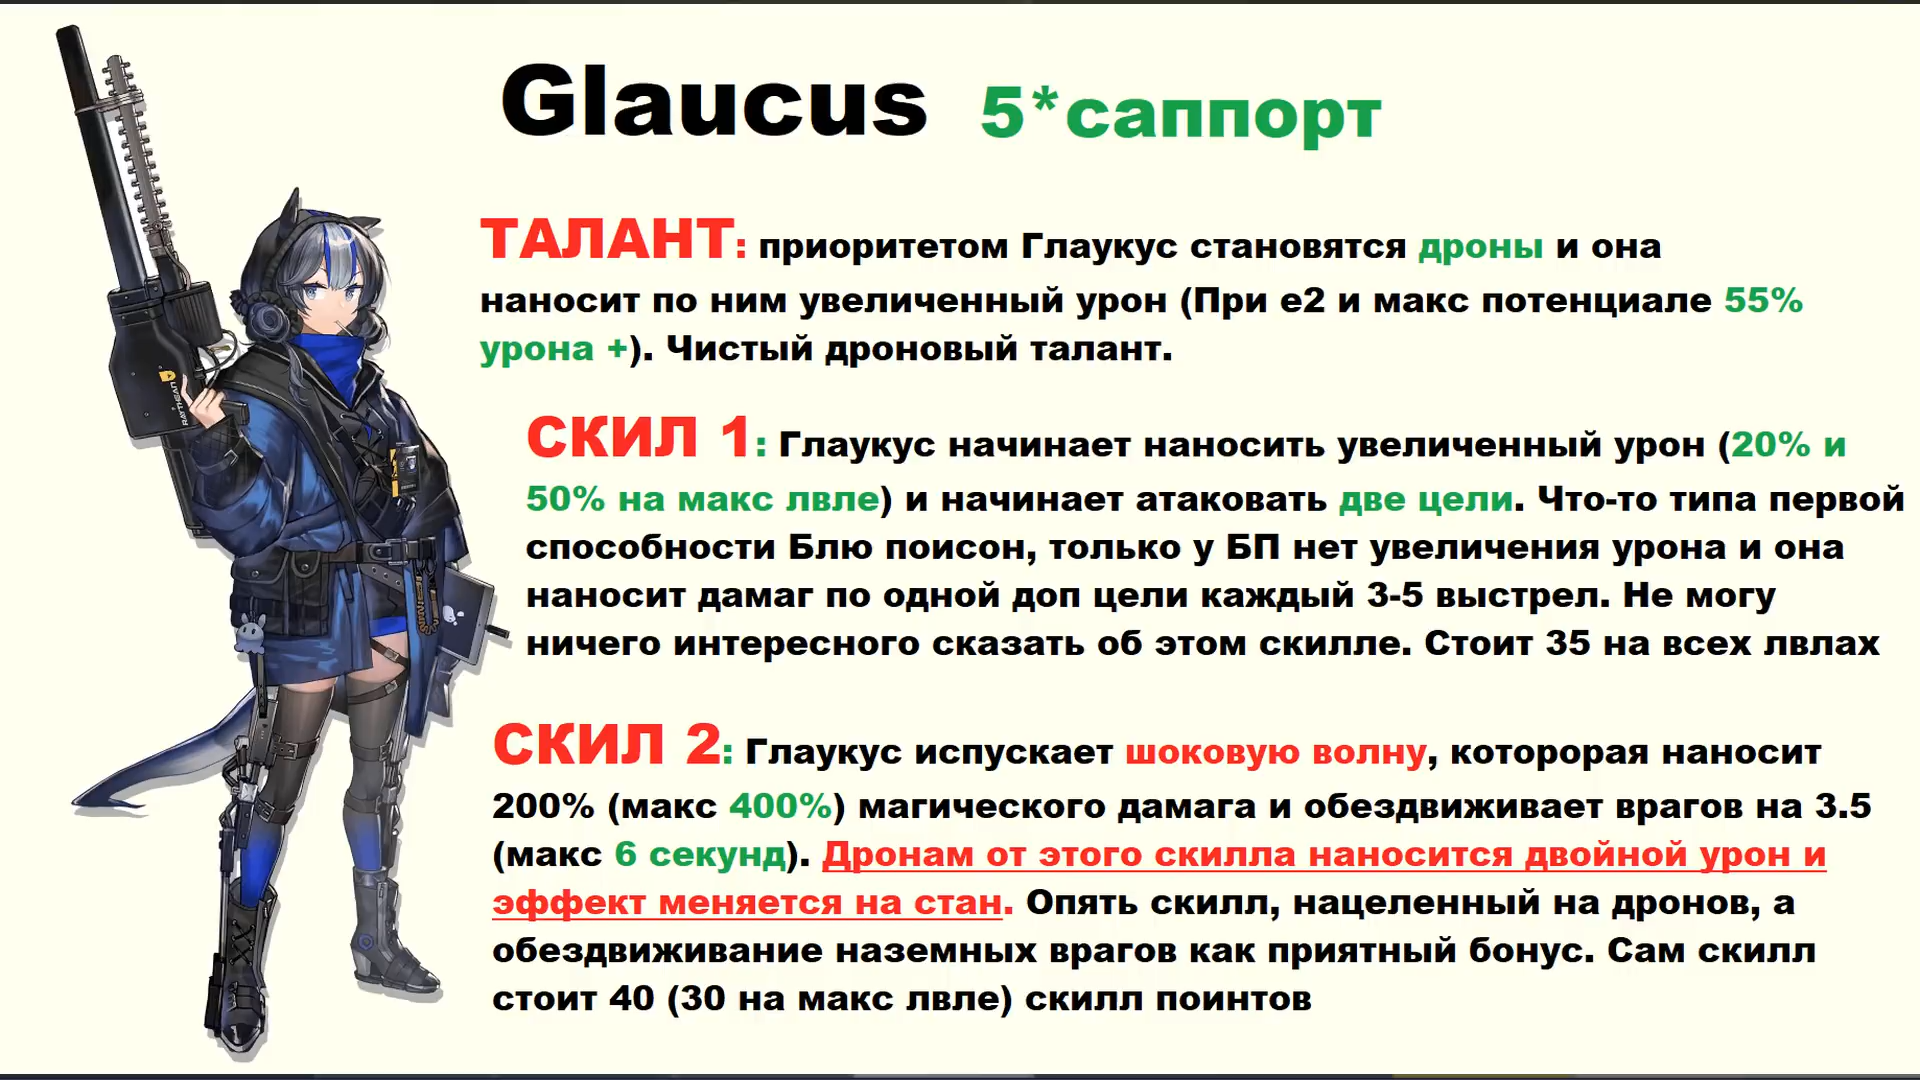 Glaucus 5*саппорт
ТАЛАНТ: приоритетом Глаукус становятся дроны и она
наносит по ним увеличенный урон (При е2 и макс потенциале 55%
урона +). Чистый дроновый талант.
СКИЛ 1: Глаукус начинает наносить увеличенный урон (20% и
50% на макс лвле) и начинает атаковать две цели. Что-то типа первой
способности Блю поисон, только у БП нет увеличения урона и она
наносит дамаг по одной доп цели каждый 3-5 выстрел. Не могу
ничего интересного сказать об этом скилле. Стоит 35 на всех лвлах
СКИЛ 2: Глаукус испускает шоковую волну, котророая наносит
200% (макс 400%) магического дамага и обездвиживает врагов на 3.5
(макс 6 секунд). Дронам от этого скилла наносится двойной урон и
эффект меняется на стан. Опять скилл, нацеленный на дронов, а
обездвиживание наземных врагов как приятный бонус. Сам скилл
стоит 40 (30 на макс лвле) скилл поинтов